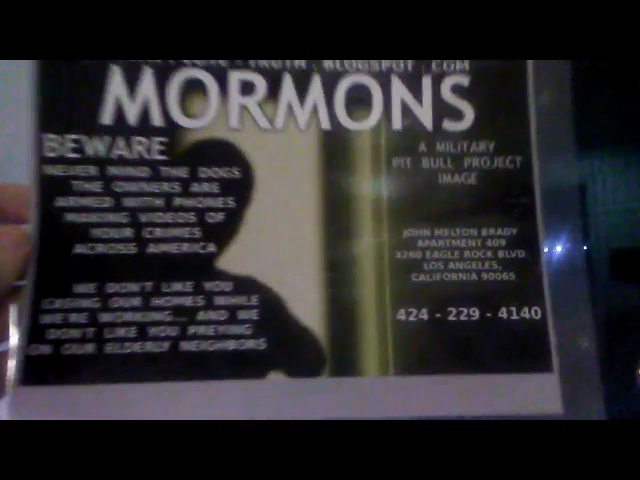 TRUTH . BLOGSPOT . COM
MORMONS
BEWARE
NEVER MIND THE DOGS
THE OWNERS ARE
ARMED WITH PHONES
MAKING VIDEOS OF
YOUR CRIMES
ACROSS AMERICA
WE DON'T LIKE YOU
CASING OUR HOMES WHILE
WE'RE WORKING... AND WE
DON'T LIKE YOU PREYING
ON OUR ELDERLY NEIGHBORS
A MILITARY
PIT BULL PROJECT
IMAGE
JOHN MELTON BRADY
APARTMENT 409
EAGLE ROCK BLVD.
LOS ANGELES,
CALIFORNIA 90065
424 - 229 - 4140